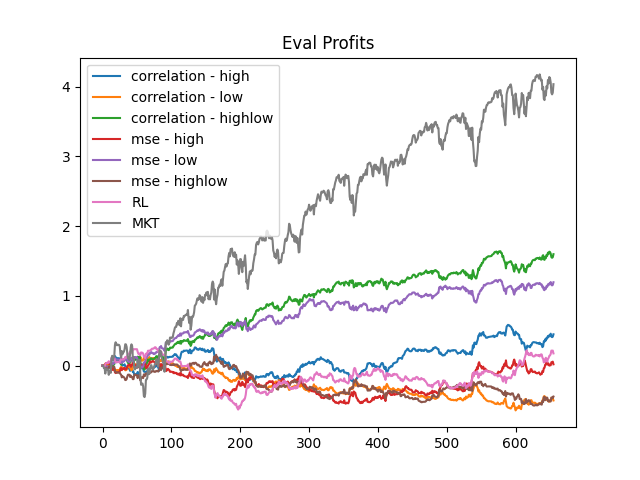 Eval Profits
correlation - high
correlation - low
correlation - highlow
mse - high
mse - low
mse - highlow
RL
MKT
4
3
2
1
0
0 100 200 300 400 500 600